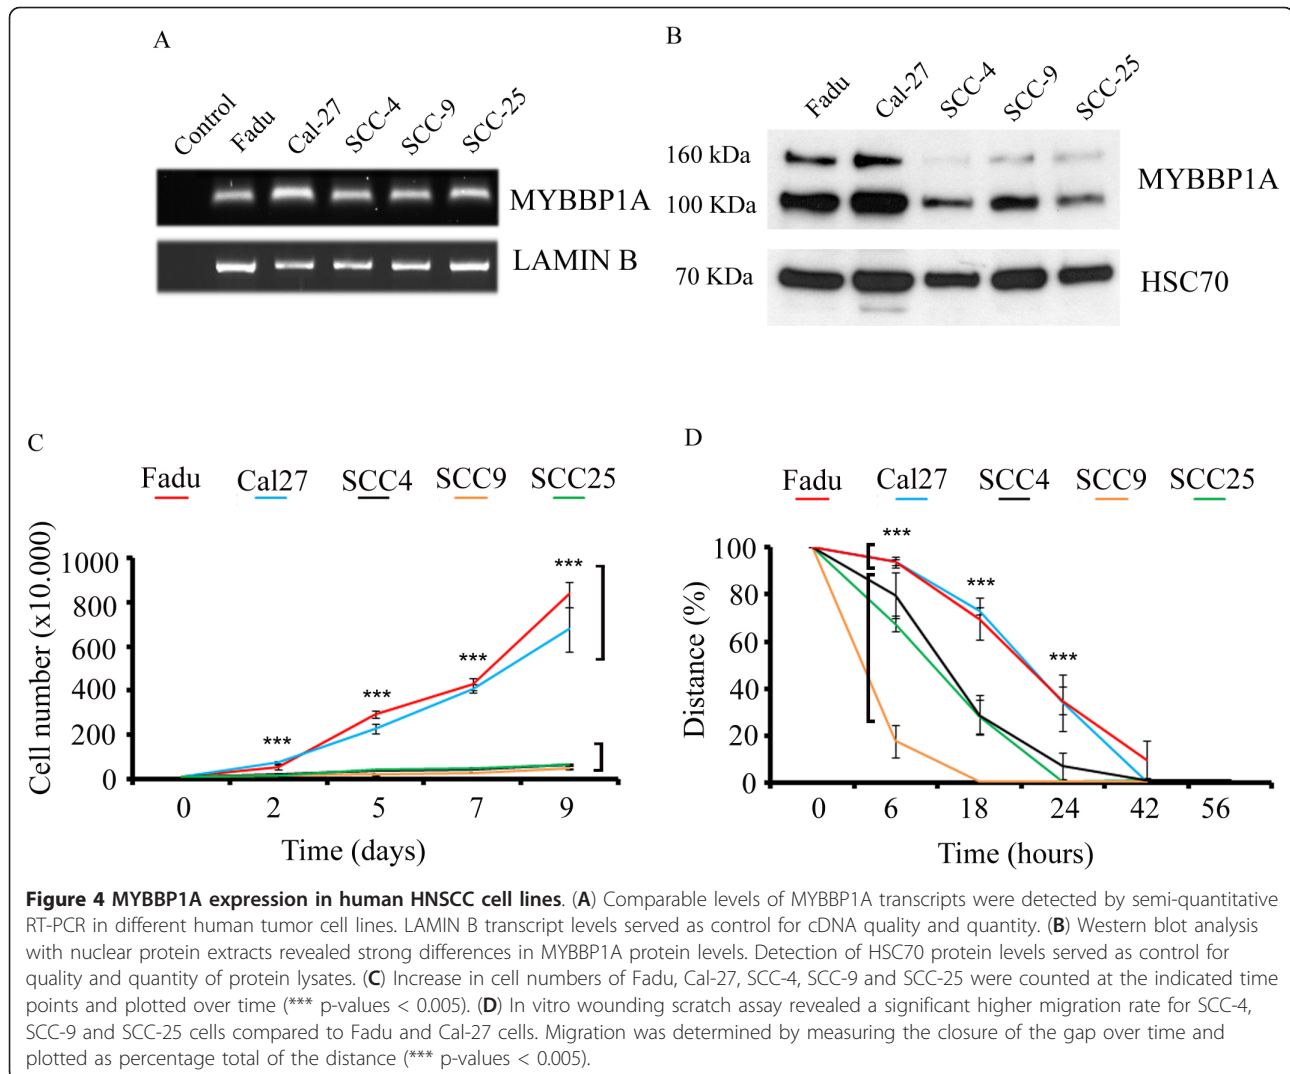 A
B
Control
Fadu
Cal-27
SCC-4
SCC-9
SCC-25
MYBBP1A
LAMIN B
Fadu
Cal-27
SCC-4
SCC-9
SCC-25
160 kDa
100 KDa
MYBBP1A
70 KDa
HSC70
C
Fadu Cal27 SCC4 SCC9 SCC25
Cell number (x10.000)
1000
800
600
400
200
0
***
***
***
***
0 2 5 7 9
Time (days)
D
Fadu Cal27 SCC4 SCC9 SCC25
Distance (%)
100
80
60
40
20
0
***
***
***
0 6 18 24 42 56
Time (hours)
Figure 4 MYBBP1A expression in human HNSCC cell lines. (A) Comparable levels of MYBBP1A transcripts were detected by semi-quantitative
RT-PCR in different human tumor cell lines. LAMIN B transcript levels served as control for cDNA quality and quantity. (B) Western blot analysis
with nuclear protein extracts revealed strong differences in MYBBP1A protein levels. Detection of HSC70 protein levels served as control for
quality and quantity of protein lysates. (C) Increase in cell numbers of Fadu, Cal-27, SCC-4, SCC-9 and SCC-25 were counted at the indicated time
points and plotted over time (*** p-values < 0.005). (D) In vitro wounding scratch assay revealed a significant higher migration rate for SCC-4,
SCC-9 and SCC-25 cells compared to Fadu and Cal-27 cells. Migration was determined by measuring the closure of the gap over time and
plotted as percentage total of the distance (*** p-values < 0.005).